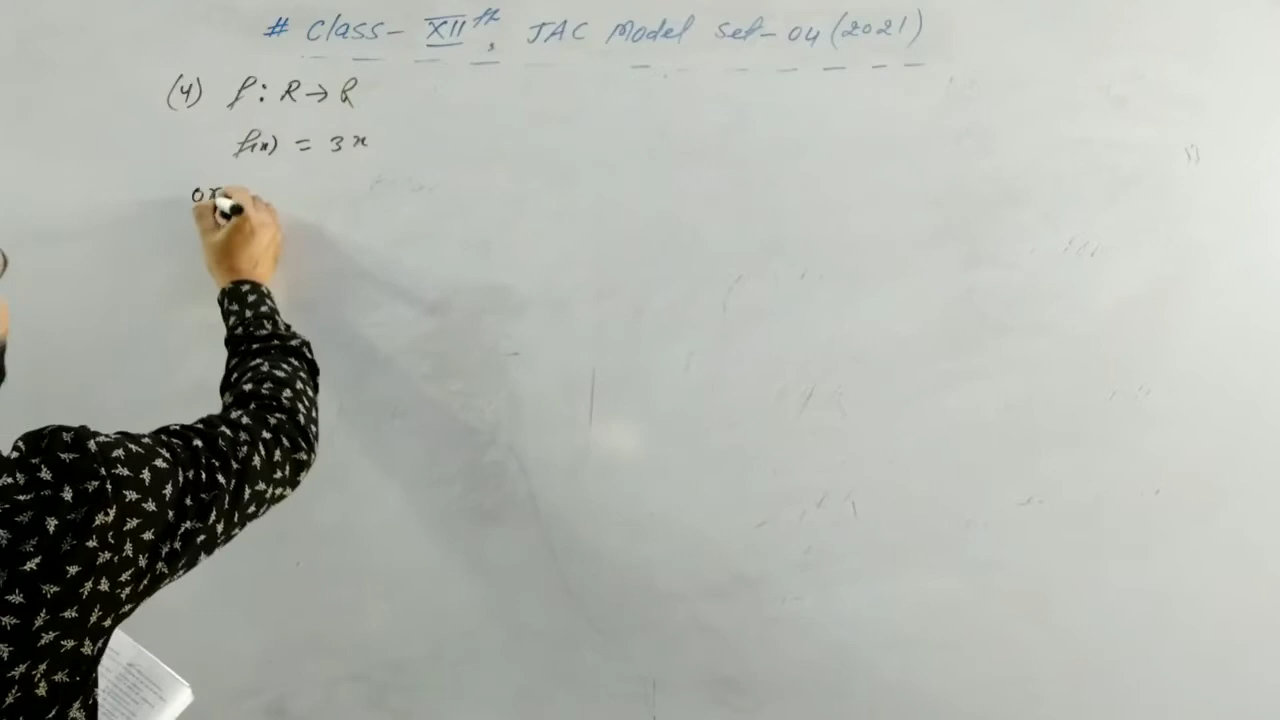 # Class- XIIth, JAC Model Set-04 (2021)
(4) f: R→R
f(x) = 3x